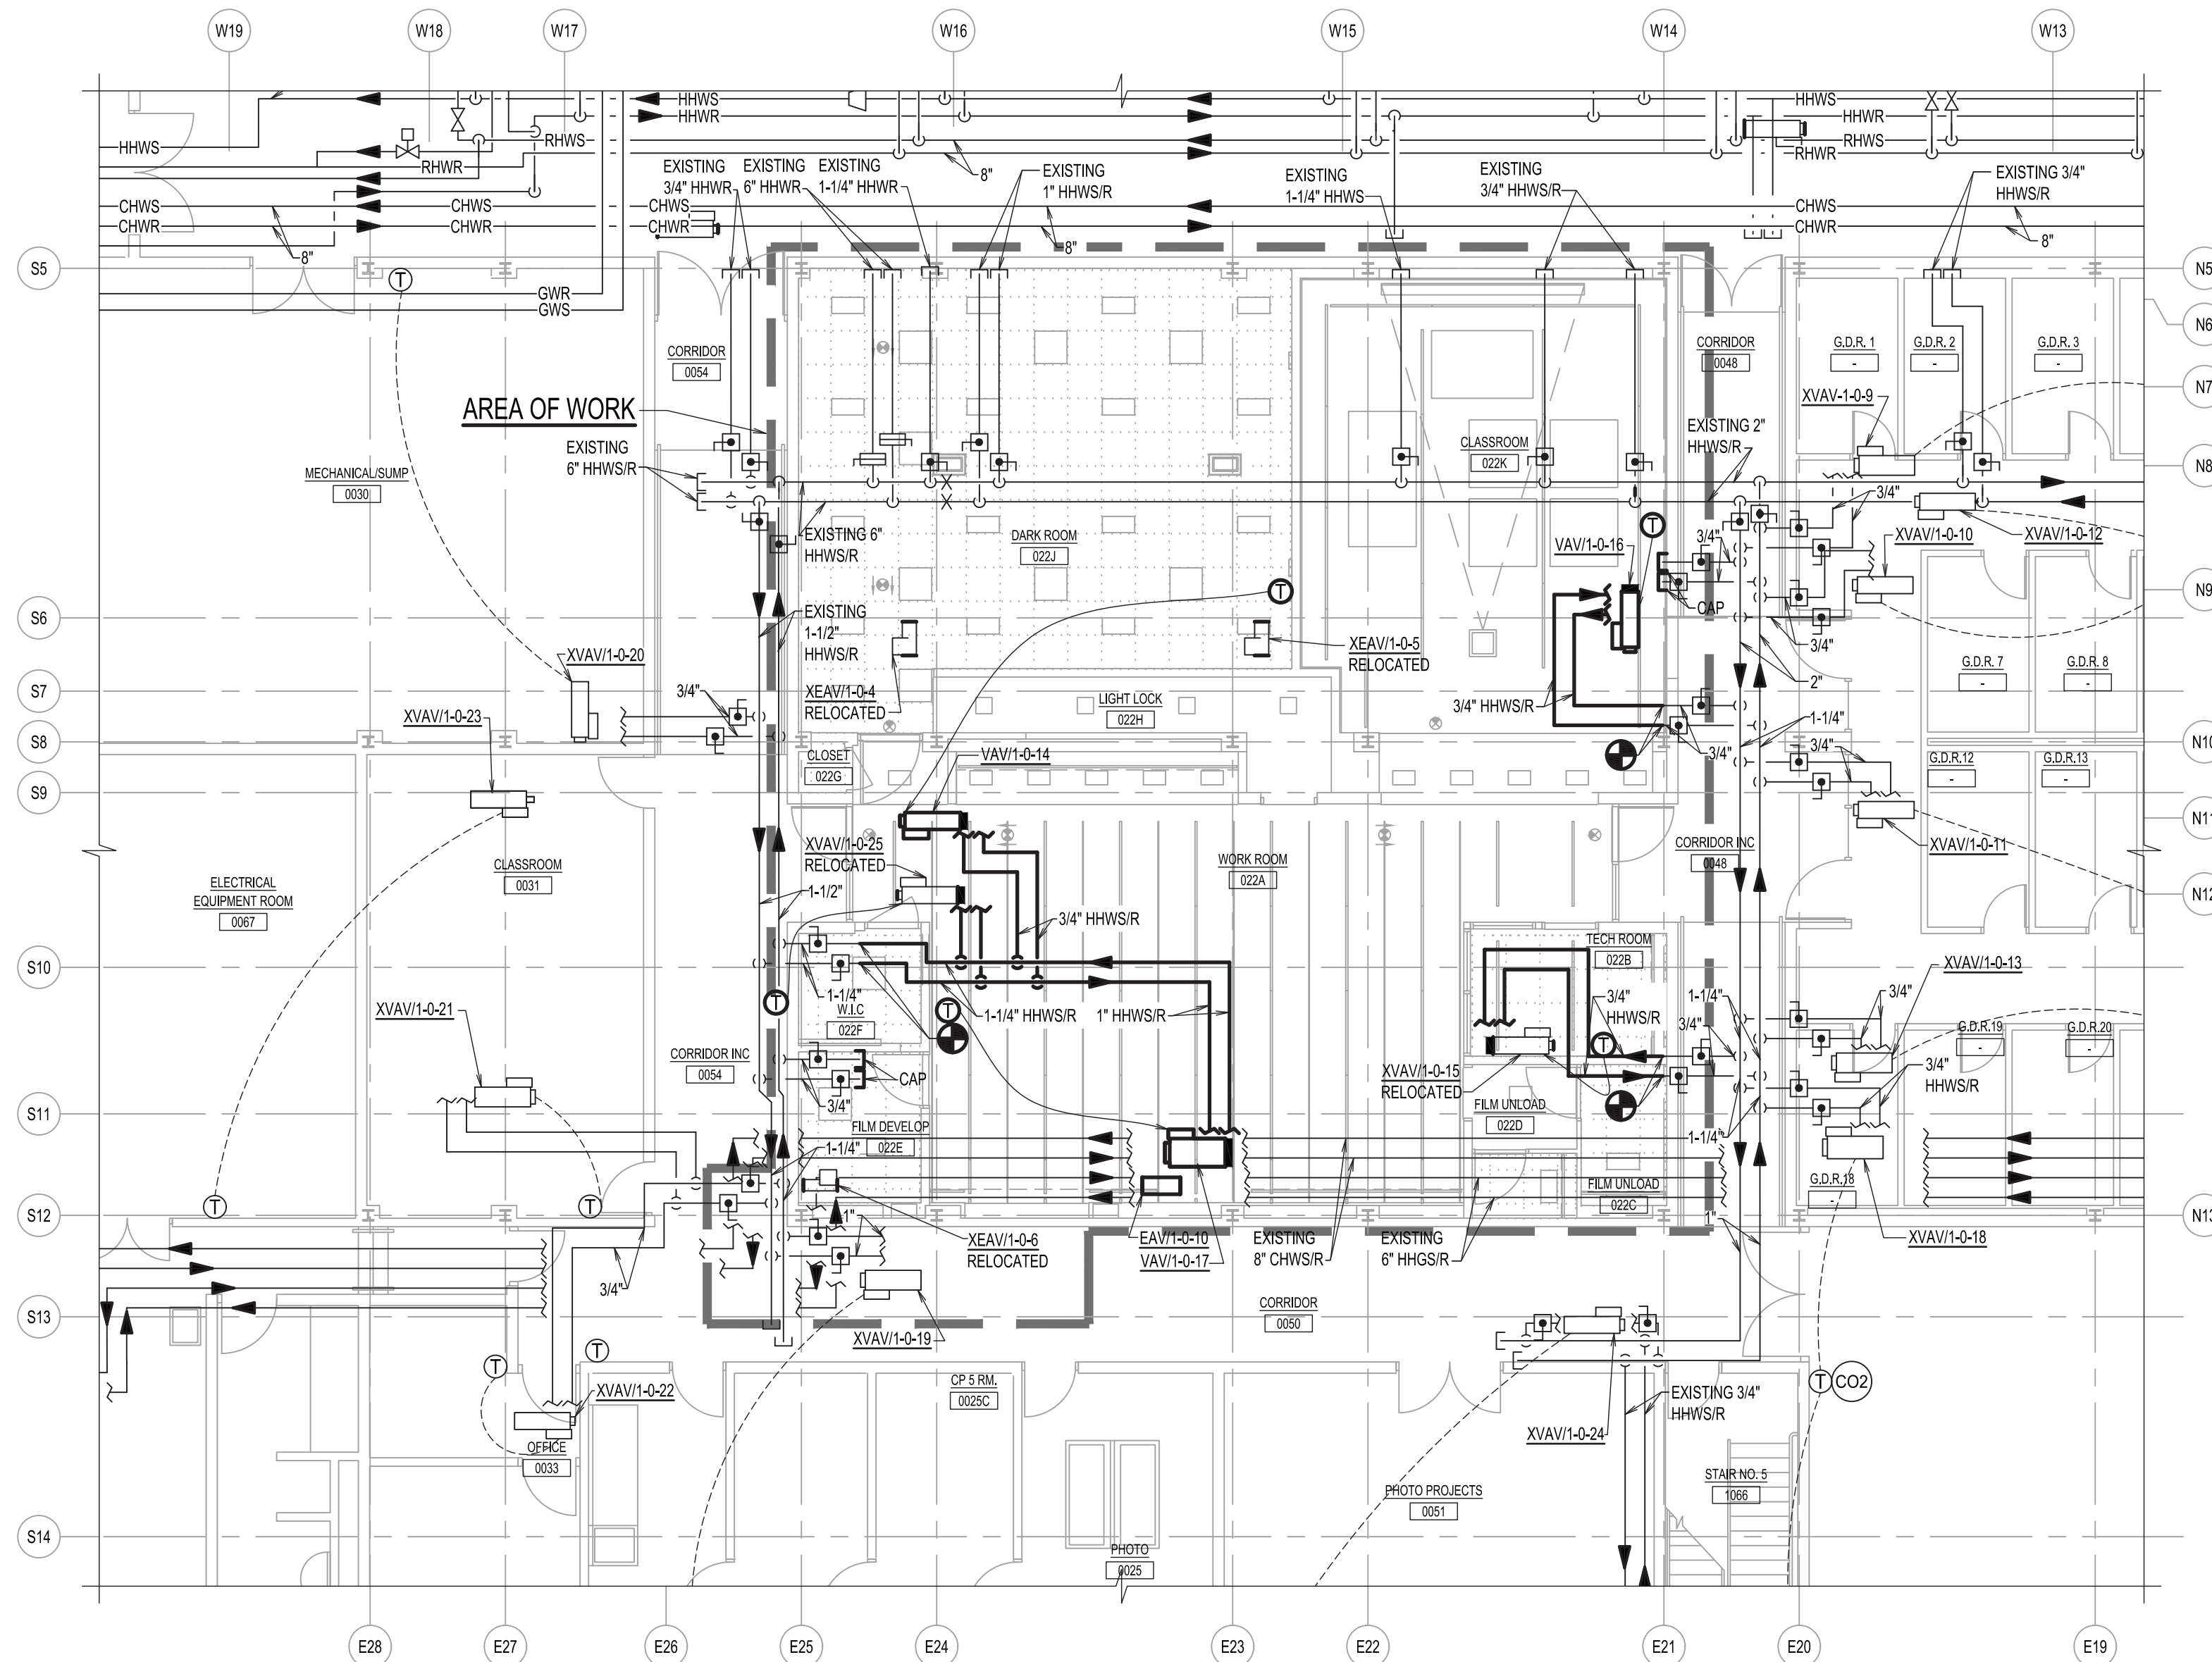 W19
W18
W17
W16
W15
W14
W13
HHWS
HHWR
HHWS
HHWR
HHWS
RHWS
RHWR
RHWS
RHWR
EXISTING
3/4" HHWR
EXISTING
6" HHWR
EXISTING
1-1/4" HHWR
8"
EXISTING
1" HHWS/R
EXISTING
1-1/4" HHWS
EXISTING
3/4" HHWS/R
EXISTING 3/4"
HHWS/R
CHWS
CHWS
CHWS
CHWS
CHWR
CHWR
CHWR
CHWR
8"
8"
8"
S5
N5
GWR
GWS
T
N6
CORRIDOR
0054
CORRIDOR
0048
G.D.R. 1
-
G.D.R. 2
-
G.D.R. 3
-
N7
AREA OF WORK
XVAV-1-0-9
EXISTING
6" HHWS/R
EXISTING 2"
HHWS/R
CLASSROOM
022K
MECHANICAL/SUMP
0030
N8
3/4"
EXISTING 6"
HHWS/R
DARK ROOM
022J
T
VAV/1-0-16
3/4"
XVAV/1-0-10
XVAV/1-0-12
N9
T
CAP
S6
EXISTING
1-1/2"
HHWS/R
3/4"
XVAV/1-0-20
XEAV/1-0-5
RELOCATED
G.D.R. 7
-
G.D.R. 8
-
S7
3/4"
XEAV/1-0-4
RELOCATED
LIGHT LOCK
022H
3/4" HHWS/R
2"
XVAV/1-0-23
1-1/4"
S8
CLOSET
022G
VAV/1-0-14
3/4"
3/4"
N10
G.D.R.12
-
G.D.R.13
-
S9
N11
XVAV/1-0-25
RELOCATED
CLASSROOM
0031
WORK ROOM
022A
CORRIDOR INC
0048
XVAV/1-0-11
ELECTRICAL
EQUIPMENT ROOM
0067
1-1/2"
N12
3/4" HHWS/R
TECH ROOM
022B
S10
XVAV/1-0-13
1-1/4"
T
W.I.C
022F
T
1-1/4" HHWS/R
1" HHWS/R
3/4"
HHWS/R
1-1/4"
3/4"
3/4"
XVAV/1-0-21
G.D.R.19
-
G.D.R.20
-
T
CORRIDOR INC
0054
CAP
XVAV/1-0-15
RELOCATED
3/4"
HHWS/R
3/4"
S11
FILM DEVELOP
022E
FILM UNLOAD
022D
1-1/4"
1-1/4"
FILM UNLOAD
022C
G.D.R.18
-
T
T
S12
N13
1"
1"
XEAV/1-0-6
RELOCATED
EAV/1-0-10
VAV/1-0-17
EXISTING
8" CHWS/R
EXISTING
6" HHGS/R
XVAV/1-0-18
3/4"
S13
CORRIDOR
0050
XVAV/1-0-19
T
T
CP 5 RM.
0025C
T
CO2
XVAV/1-0-22
EXISTING 3/4"
HHWS/R
XVAV/1-0-24
OFFICE
0033
PHOTO PROJECTS
0051
STAIR NO. 5
1066
S14
PHOTO
0025
E28
E27
E26
E25
E24
E23
E22
E21
E20
E19